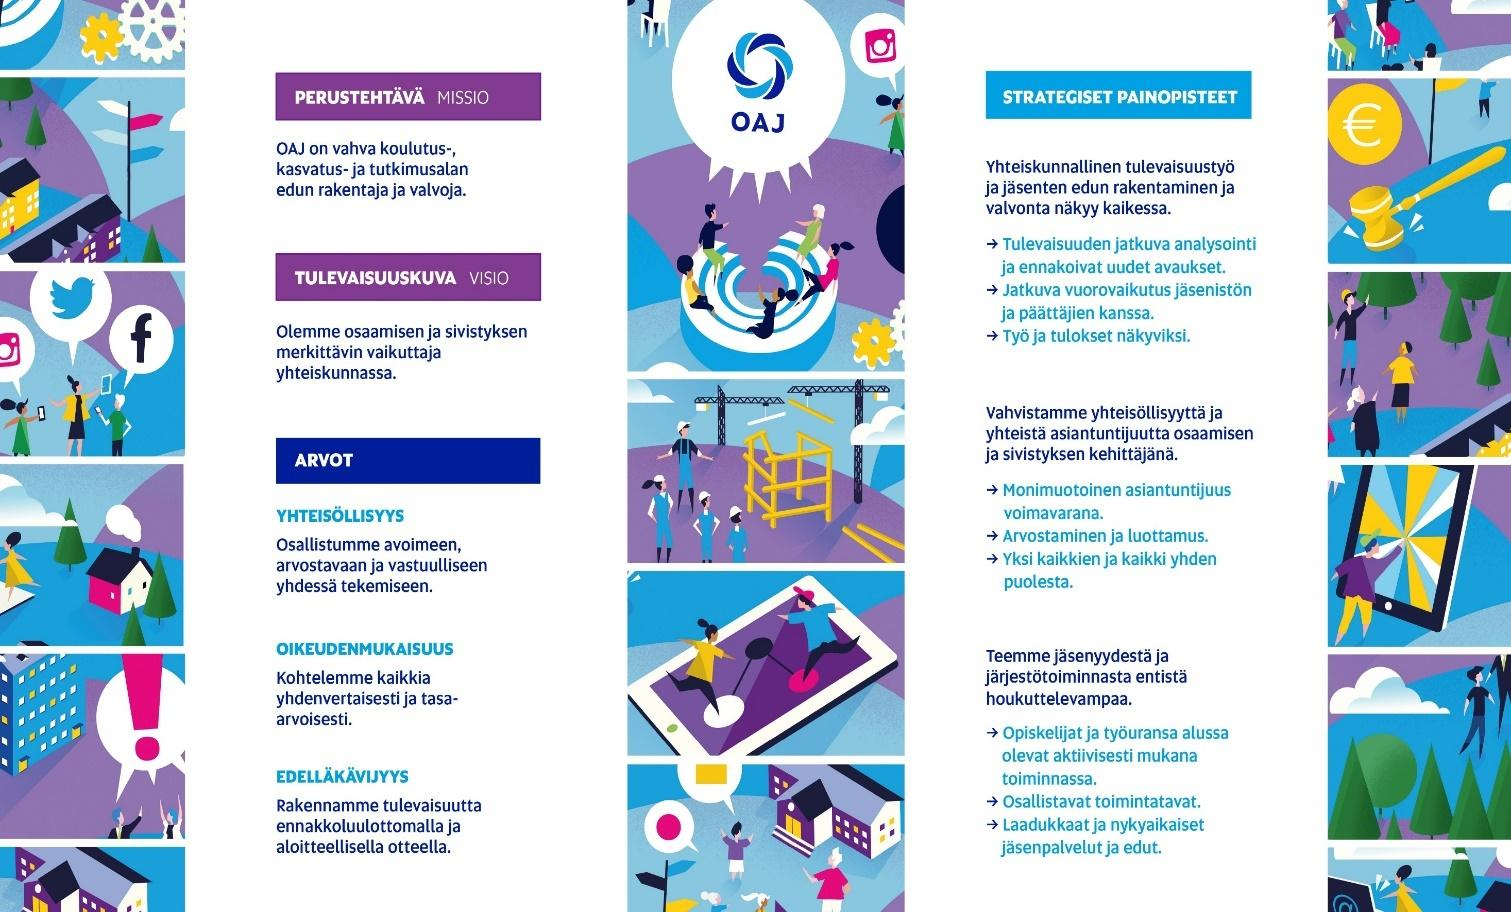 PERUSTEHTÄVÄ MISSIO
OAJ on vahva koulutus-,
kasvatus- ja tutkimusalan
edun rakentaja ja valvoja.
TULEVAISUUSKUVA VISIO
Olemme osaamisen ja sivistyksen
merkittävin vaikuttaja
yhteiskunnassa.
ARVOT
YHTEISÖLLISYYS
Osallistumme avoimeen,
arvostavaan ja vastuulliseen
yhdessä tekemiseen.
OIKEUDENMUKAISUUS
Kohtelemme kaikkia
yhdenvertaisesti ja tasa-
arvoisesti.
EDELLÄKÄVIJYYS
Rakennamme tulevaisuutta
ennakkoluulottomalla ja
aloitteellisella otteella.
OAJ
STRATEGISET PAINOPISTEET
Yhteiskunnallinen tulevaisuustyö
ja jäsenten edun rakentaminen ja
valvonta näkyy kaikessa.
→ Tulevaisuuden jatkuva analysointi
ja ennakoivat uudet avaukset.
→ Jatkuva vuorovaikutus jäsenistön
ja päättäjien kanssa.
→ Työ ja tulokset näkyviksi.
Vahvistamme yhteisöllisyyttä ja
yhteistä asiantuntijuutta osaamisen
ja sivistyksen kehittäjänä.
→ Monimuotoinen asiantuntijuus
voimavarana.
→ Arvostaminen ja luottamus.
→ Yksi kaikkien ja kaikki yhden
puolesta.
Teemme jäsenyydestä ja
järjestötoiminnasta entistä
houkuttelevampaa.
→ Opiskelijat ja työuransa alussa
olevat aktiivisesti mukana
toiminnassa.
→ Osallistavat toimintatavat.
→ Laadukkaat ja nykyaikaiset
jäsenpalvelut ja edut.
€
@